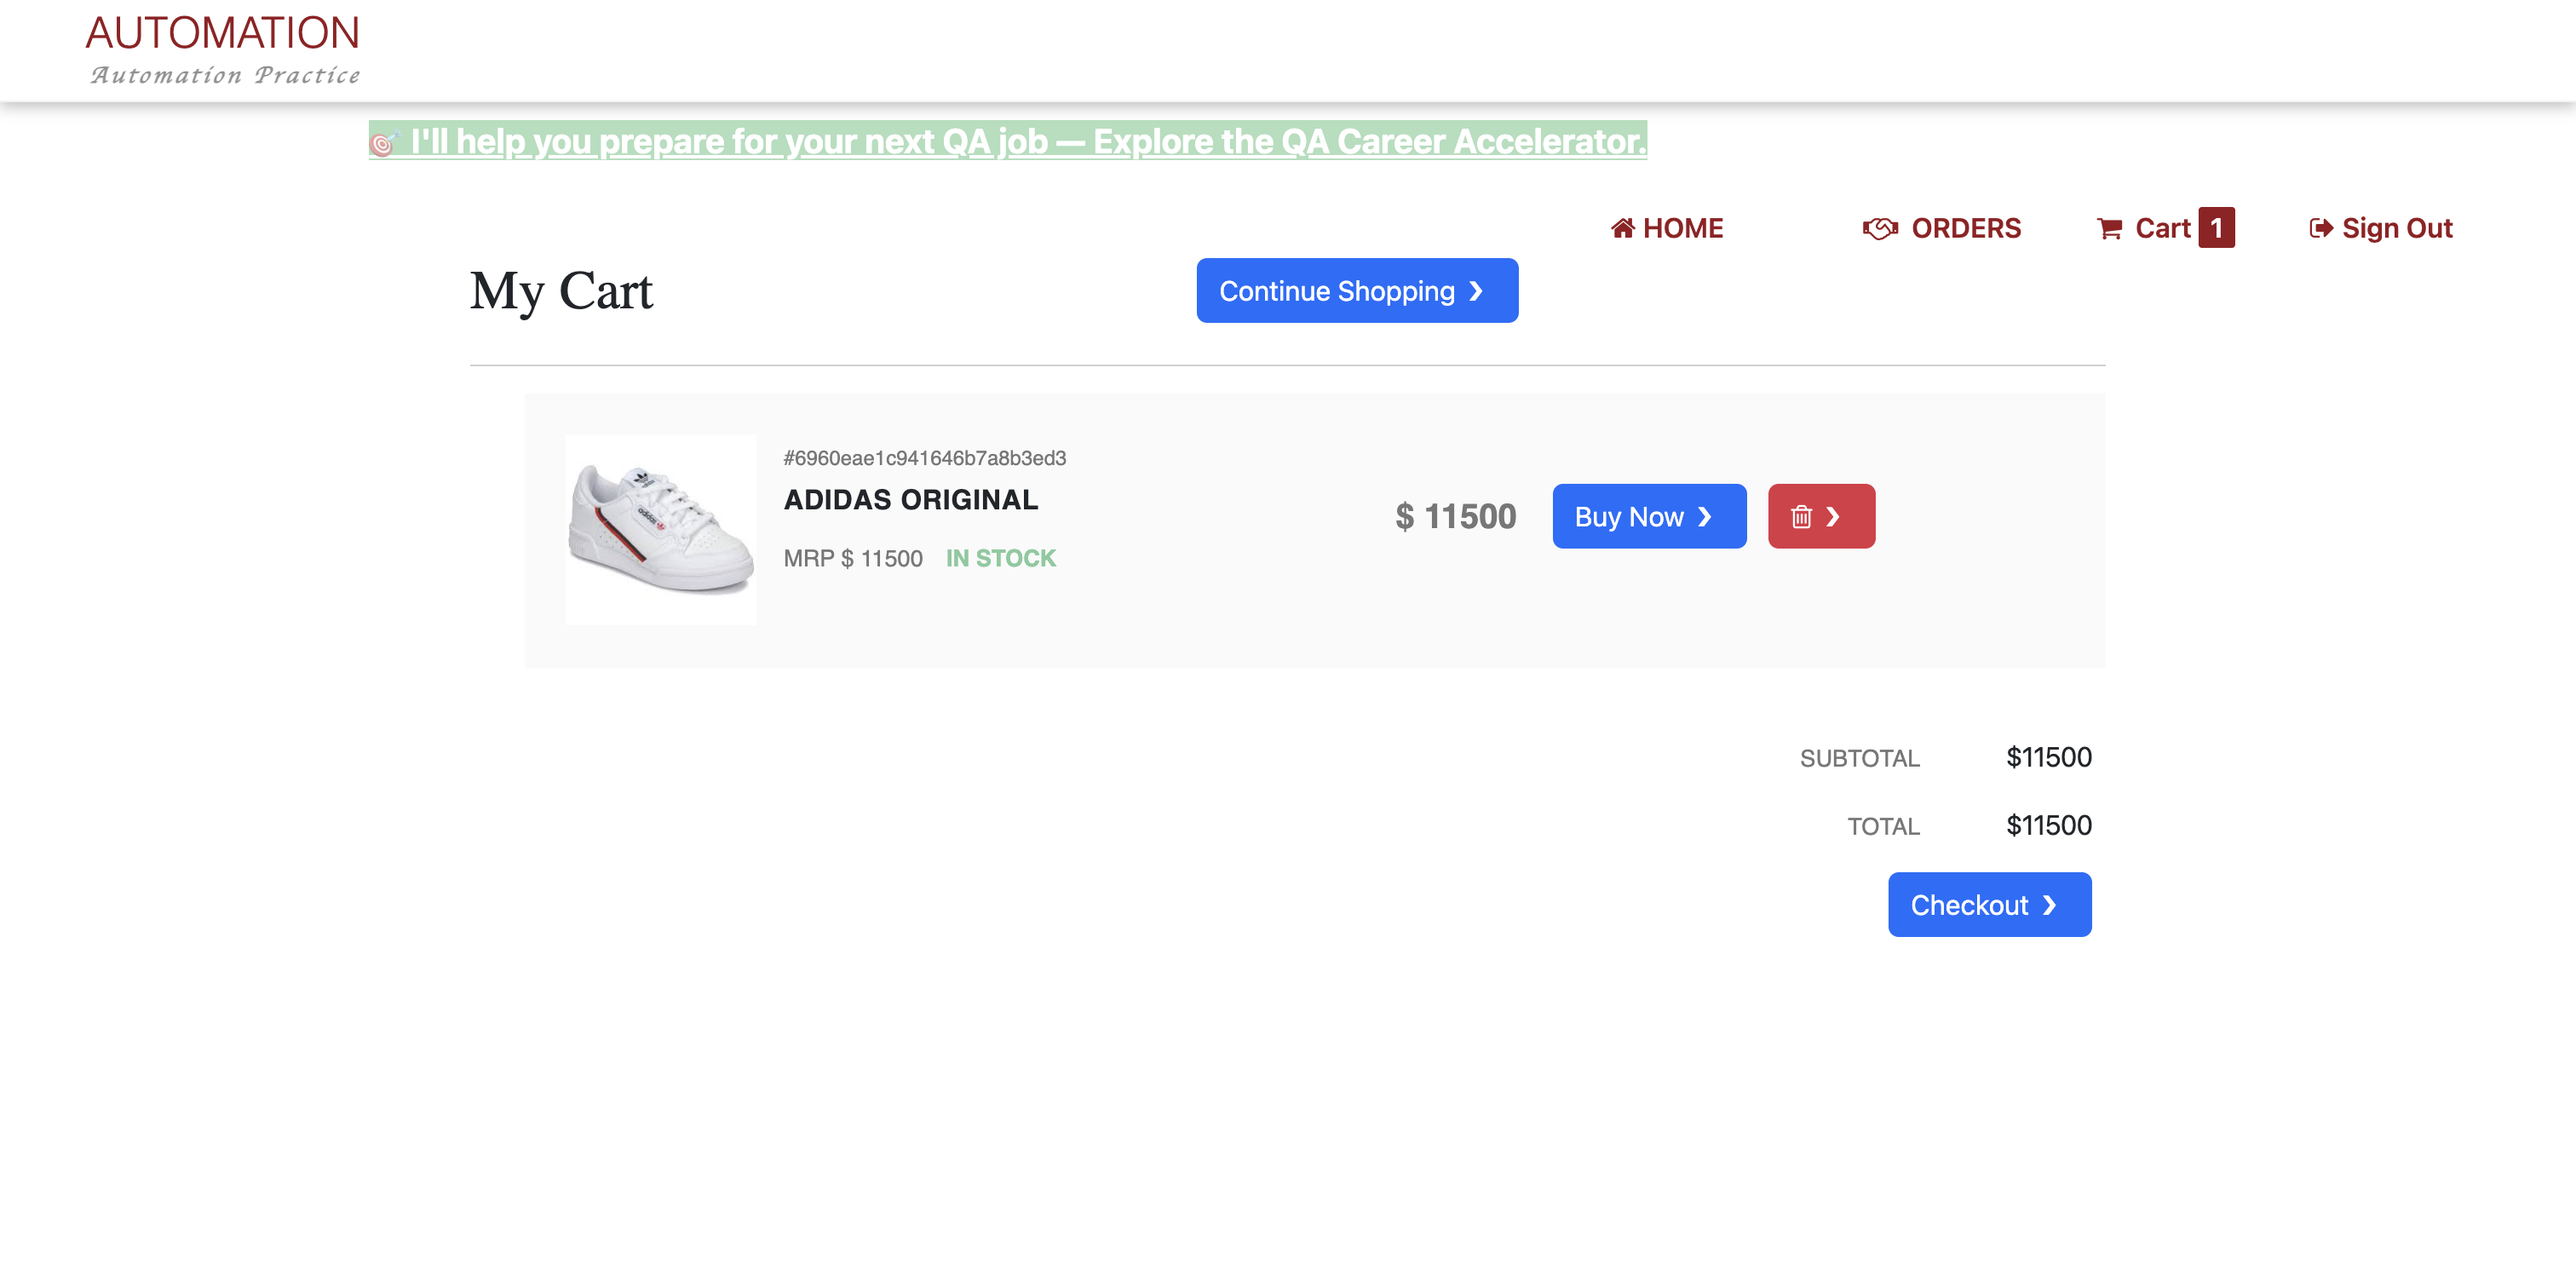 AUTOMATION
Automation Practice
🎯 I'll help you prepare for your next QA job — Explore the QA Career Accelerator.
HOME ORDERS Cart 1 Sign Out
My Cart
Continue Shopping ❯
#6960eae1c941646b7a8b3ed3
ADIDAS ORIGINAL
MRP $ 11500 IN STOCK
$ 11500
Buy Now ❯
❯
adidas
SUBTOTAL $11500
TOTAL $11500
Checkout ❯